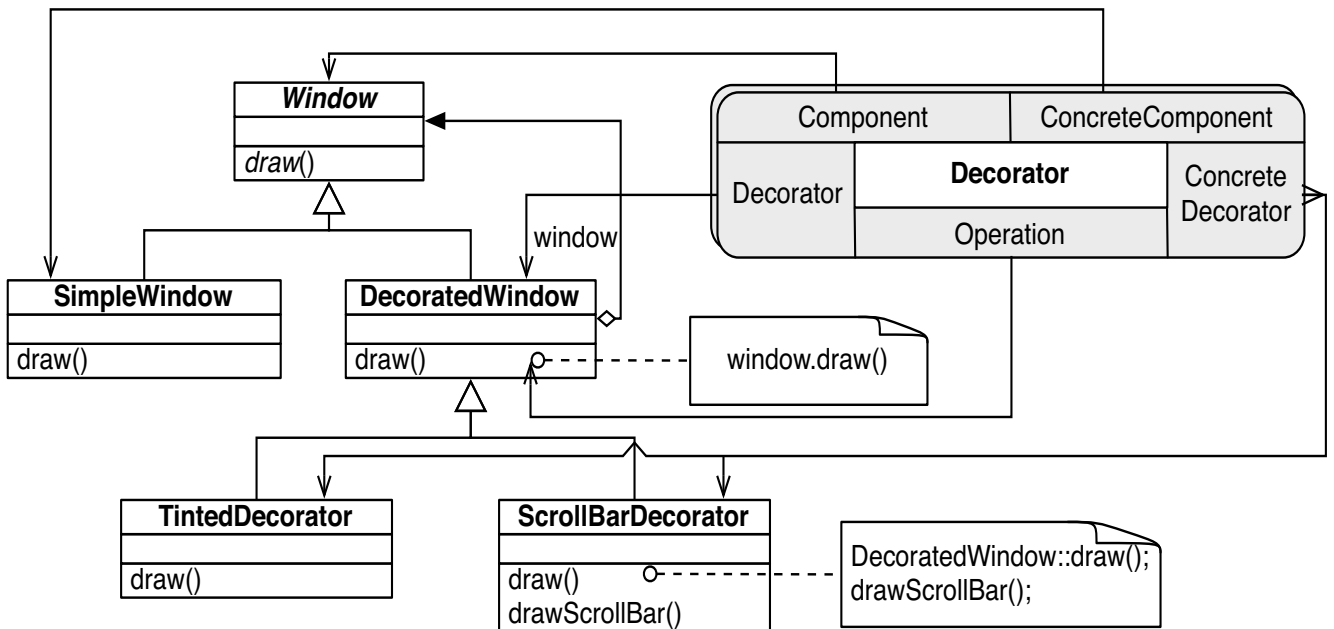 Window
draw()
Component
ConcreteComponent
Decorator
Decorator
Concrete
Decorator
Operation
window
SimpleWindow
draw()
DecoratedWindow
draw()
window.draw()
TintedDecorator
draw()
ScrollBarDecorator
draw()
drawScrollBar()
DecoratedWindow::draw();
drawScrollBar();